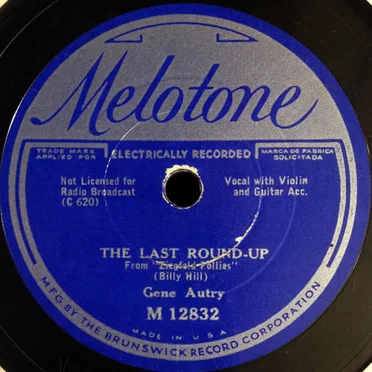 Melotone
TRADE MARK
APPLIED FOR
ELECTRICALLY RECORDED
MARCA DE FABRICA
SOLICITADA
Not Licensed for
Radio Broadcast
(C 620)
Vocal with Violin
and Guitar Acc.
THE LAST ROUND-UP
From "Ziegfeld Follies"
(Billy Hill)
Gene Autry
M 12832
MADE IN U.S.A.
MFG BY THE BRUNSWICK RECORD CORPORATION